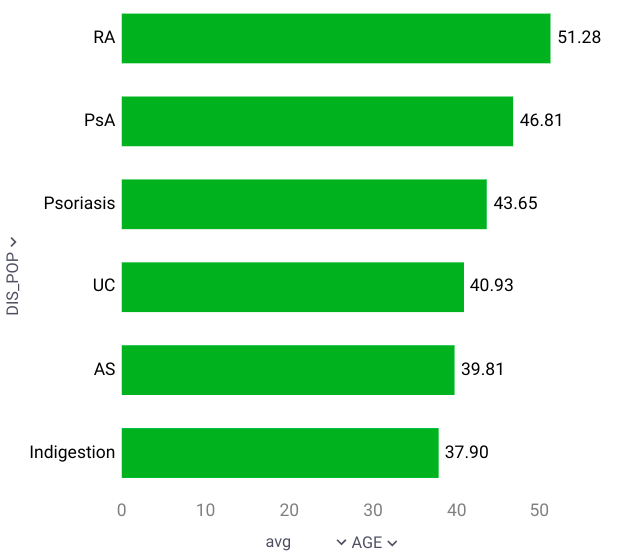 RA 51.28
PsA 46.81
Psoriasis 43.65
UC 40.93
AS 39.81
Indigestion 37.90
DIS_POP
0 10 20 30 40 50
avg AGE